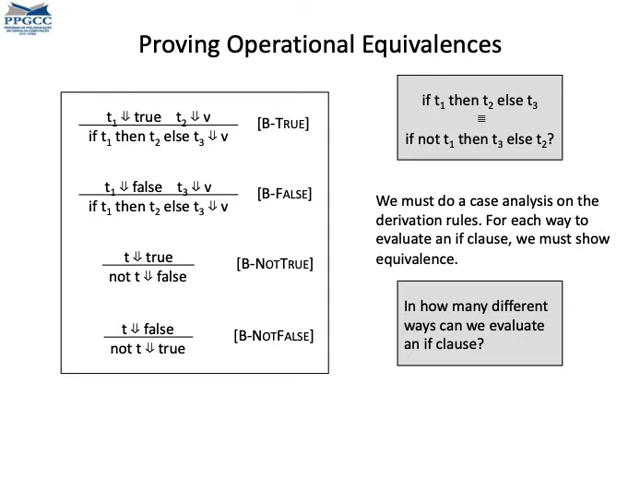 PPGCC
Proving Operational Equivalences
t₁ ⇓ true t₂ ⇓ v
if t₁ then t₂ else t₃ ⇓ v
[B-TRUE]
t₁ ⇓ false t₃ ⇓ v
if t₁ then t₂ else t₃ ⇓ v
[B-FALSE]
t ⇓ true
not t ⇓ false
[B-NOTTRUE]
t ⇓ false
not t ⇓ true
[B-NOTFALSE]
if t₁ then t₂ else t₃
≡
if not t₁ then t₃ else t₂?
We must do a case analysis on the
derivation rules. For each way to
evaluate an if clause, we must show
equivalence.
In how many different
ways can we evaluate
an if clause?